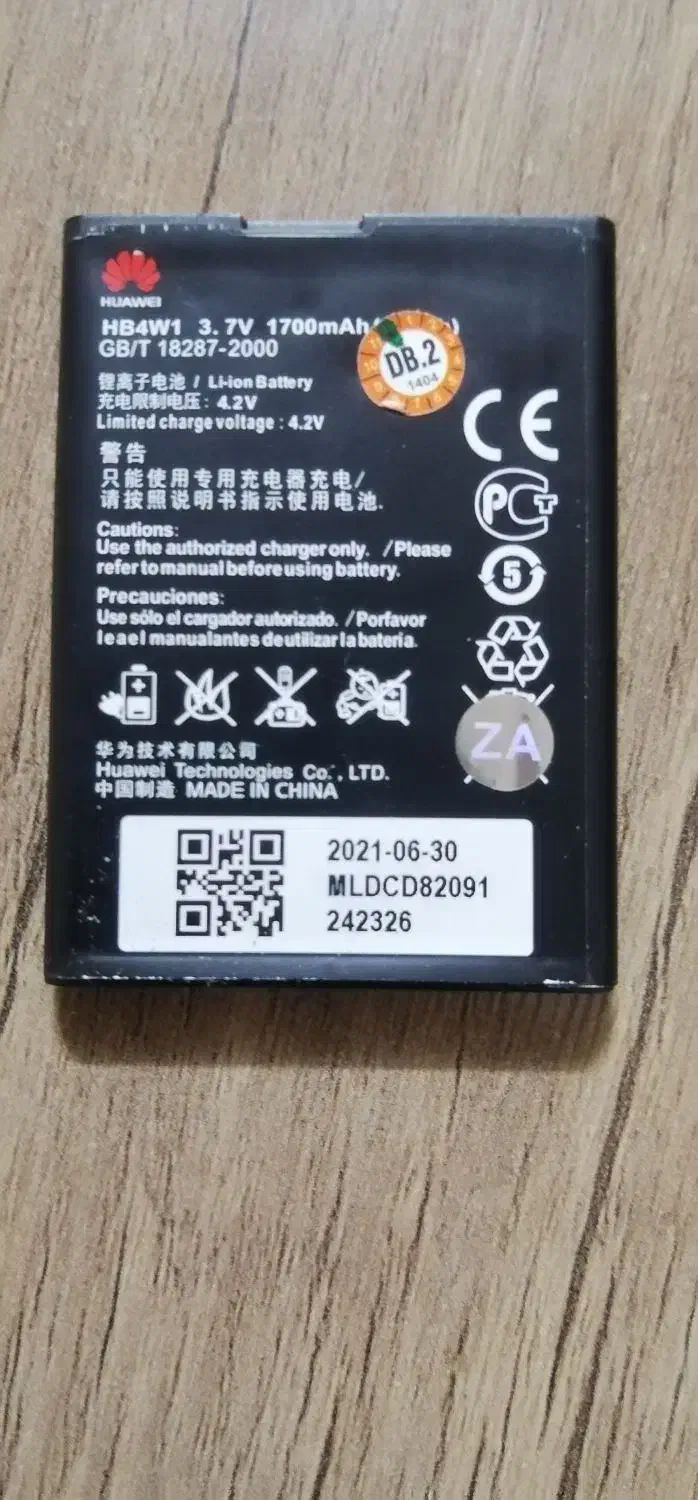 HUAWEI
HB4W1 3.7V 1700mAh(
GB/T 18287-2000
DB.2
1404
锂离子电池 / Li-ion Battery
充电限制电压: 4.2V
Limited charge voltage : 4.2V
警告
只能使用专用充电器充电/
请按照说明书指示使用电池.
Cautions:
Use the authorized charger only. /Please
refer to manual before using battery.
Precauciones:
Use sólo el cargador autorizado. /Porfavor
leael manualantes deutilizar la batería.
CE
PCT
5
ZA
华为技术有限公司
Huawei Technologies Co., LTD.
中国制造 MADE IN CHINA
2021-06-30
MLDCD82091
242326